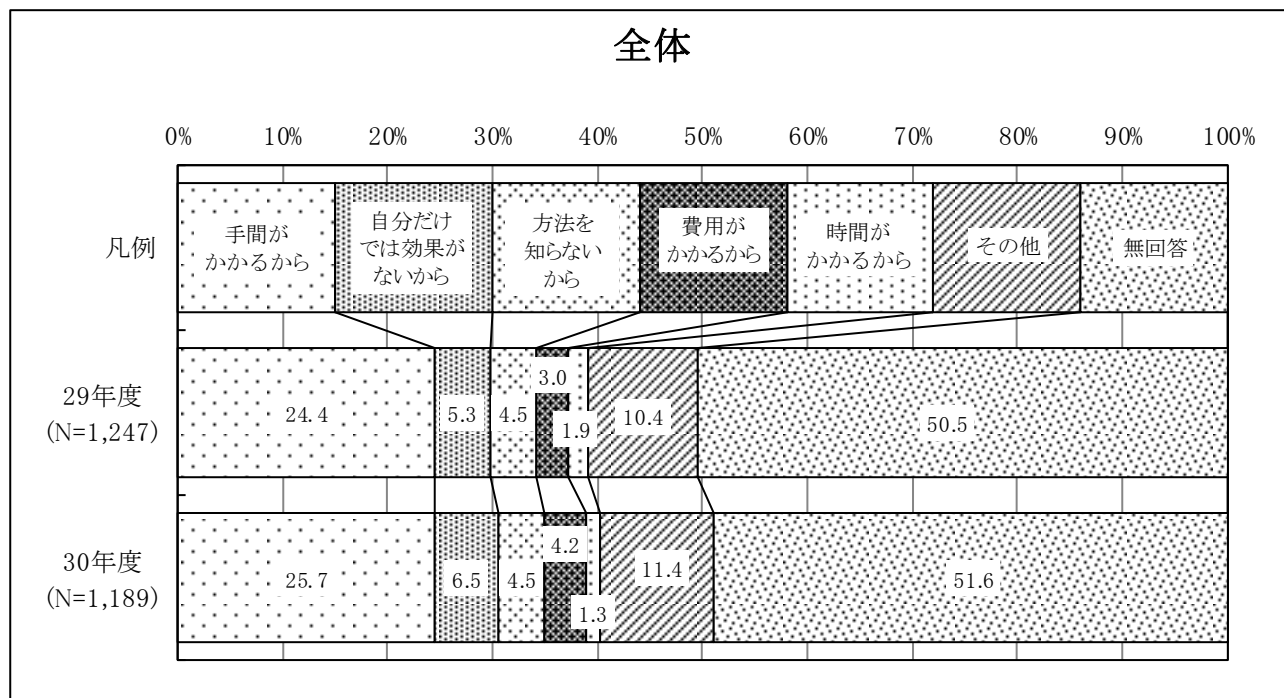 全体
0% 10% 20% 30% 40% 50% 60% 70% 80% 90% 100%
凡例
手間が
かかるから
自分だけ
では効果が
ないから
方法を
知らない
から
費用が
かかるから
時間が
かかるから
その他
無回答
29年度
(N=1,247)
24.4
5.3
4.5
3.0
1.9
10.4
50.5
30年度
(N=1,189)
25.7
6.5
4.5
4.2
1.3
11.4
51.6